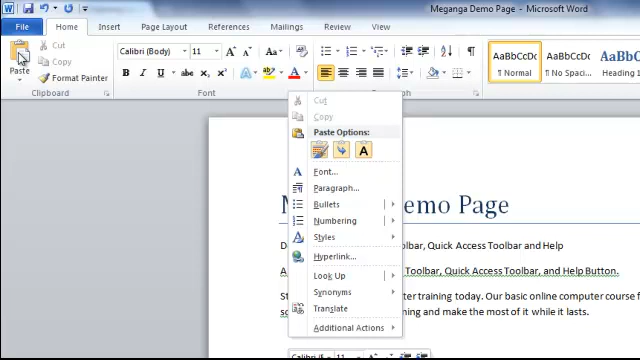 Meganga Demo Page - Microsoft Word
File Home Insert Page Layout References Mailings Review View
Paste
Cut
Copy
Format Painter
Clipboard
Calibri (Body) 11
Font
Paragraph
AaBbCcDc AaBbCcDc AaBbC
¶ Normal ¶ No Spaci... Heading 1
Cut
Copy
Paste Options:
Font...
Paragraph...
Bullets
Numbering
Styles
Hyperlink...
Look Up
Synonyms
Translate
Additional Actions
M emo Page
D olbar, Quick Access Toolbar and Help
A Toolbar, Quick Access Toolbar, and Help Button.
St ter training today. Our basic online computer course f
ning and make the most of it while it lasts.
11